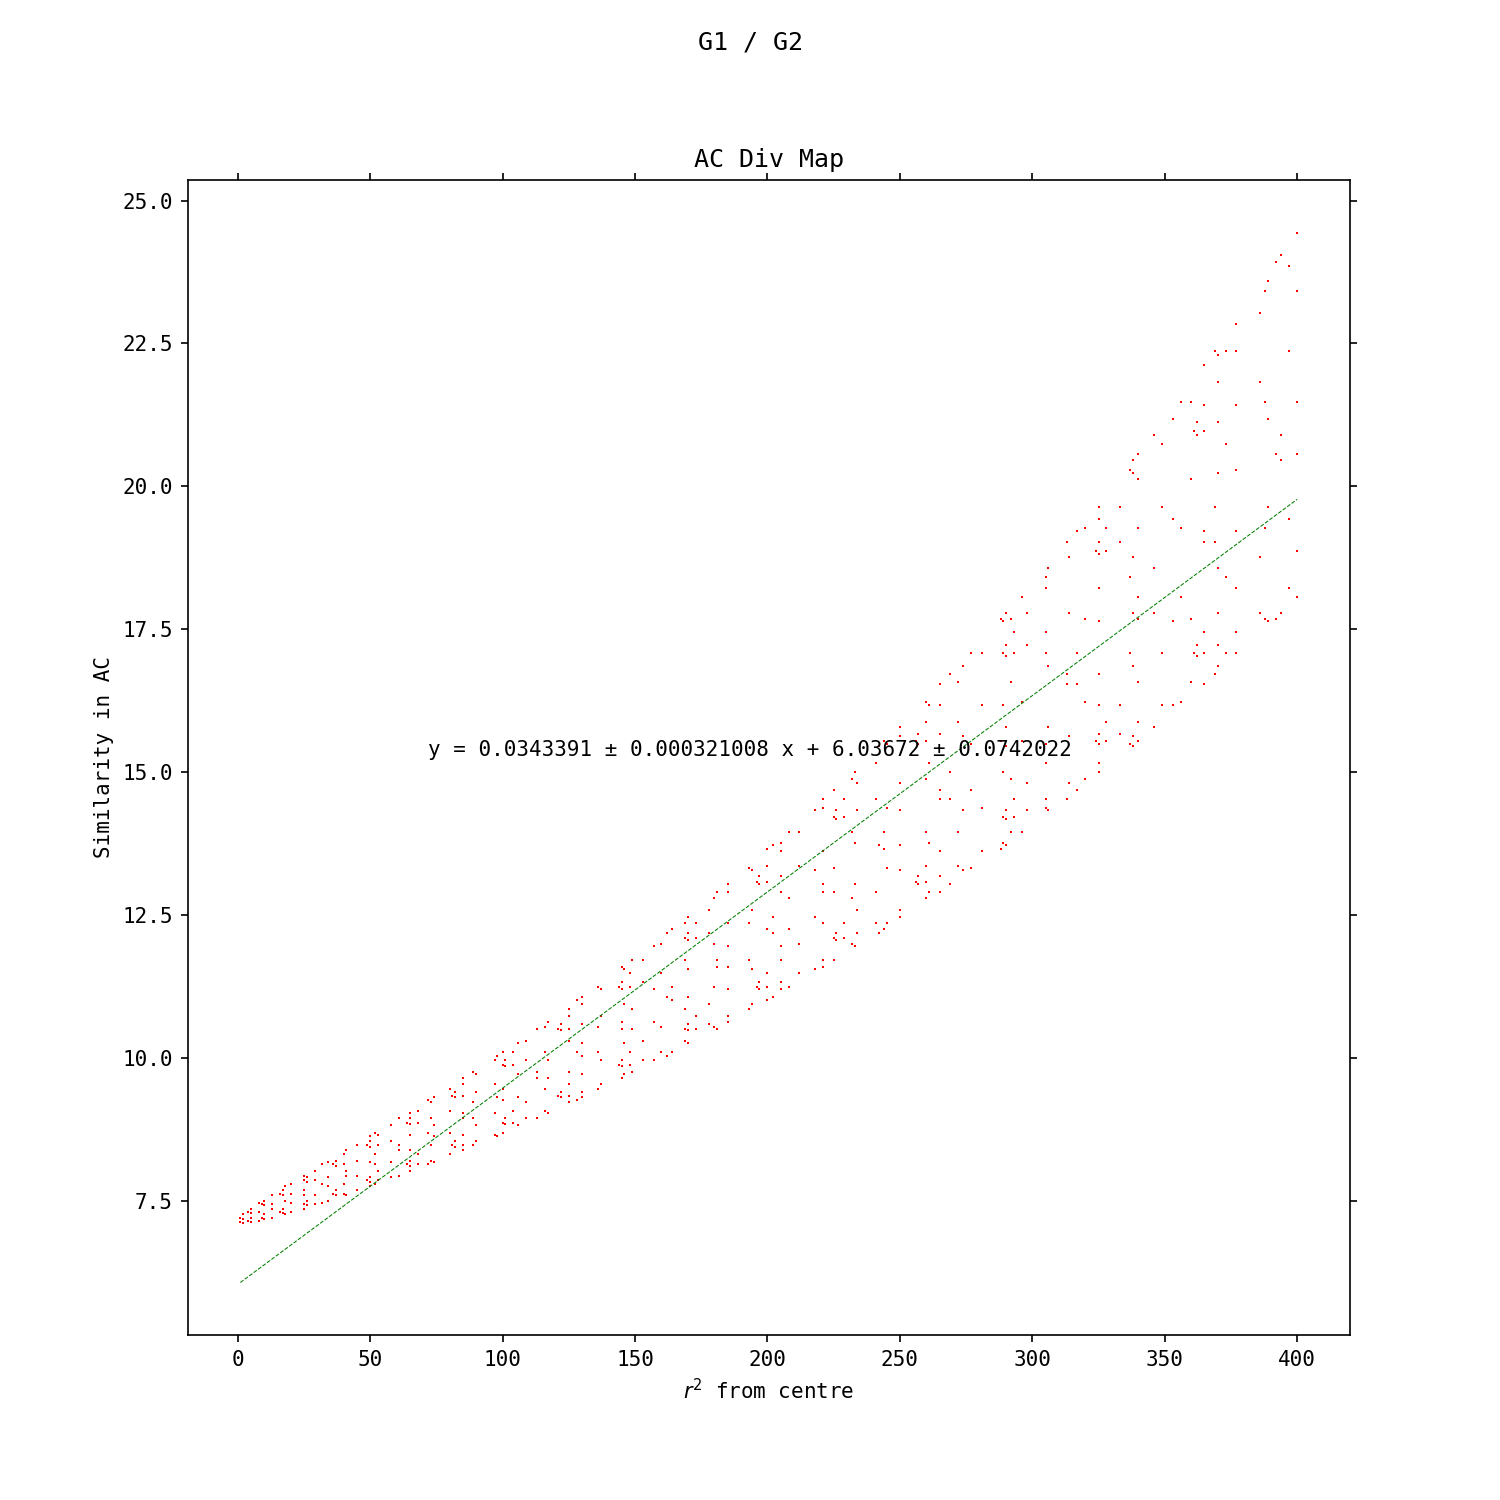 G1 / G2
AC Div Map
25.0
22.5
20.0
17.5
15.0
12.5
10.0
7.5
Similarity in AC
y = 0.0343391 ± 0.000321008 x + 6.03672 ± 0.0742022
0 50 100 150 200 250 300 350 400
r² from centre